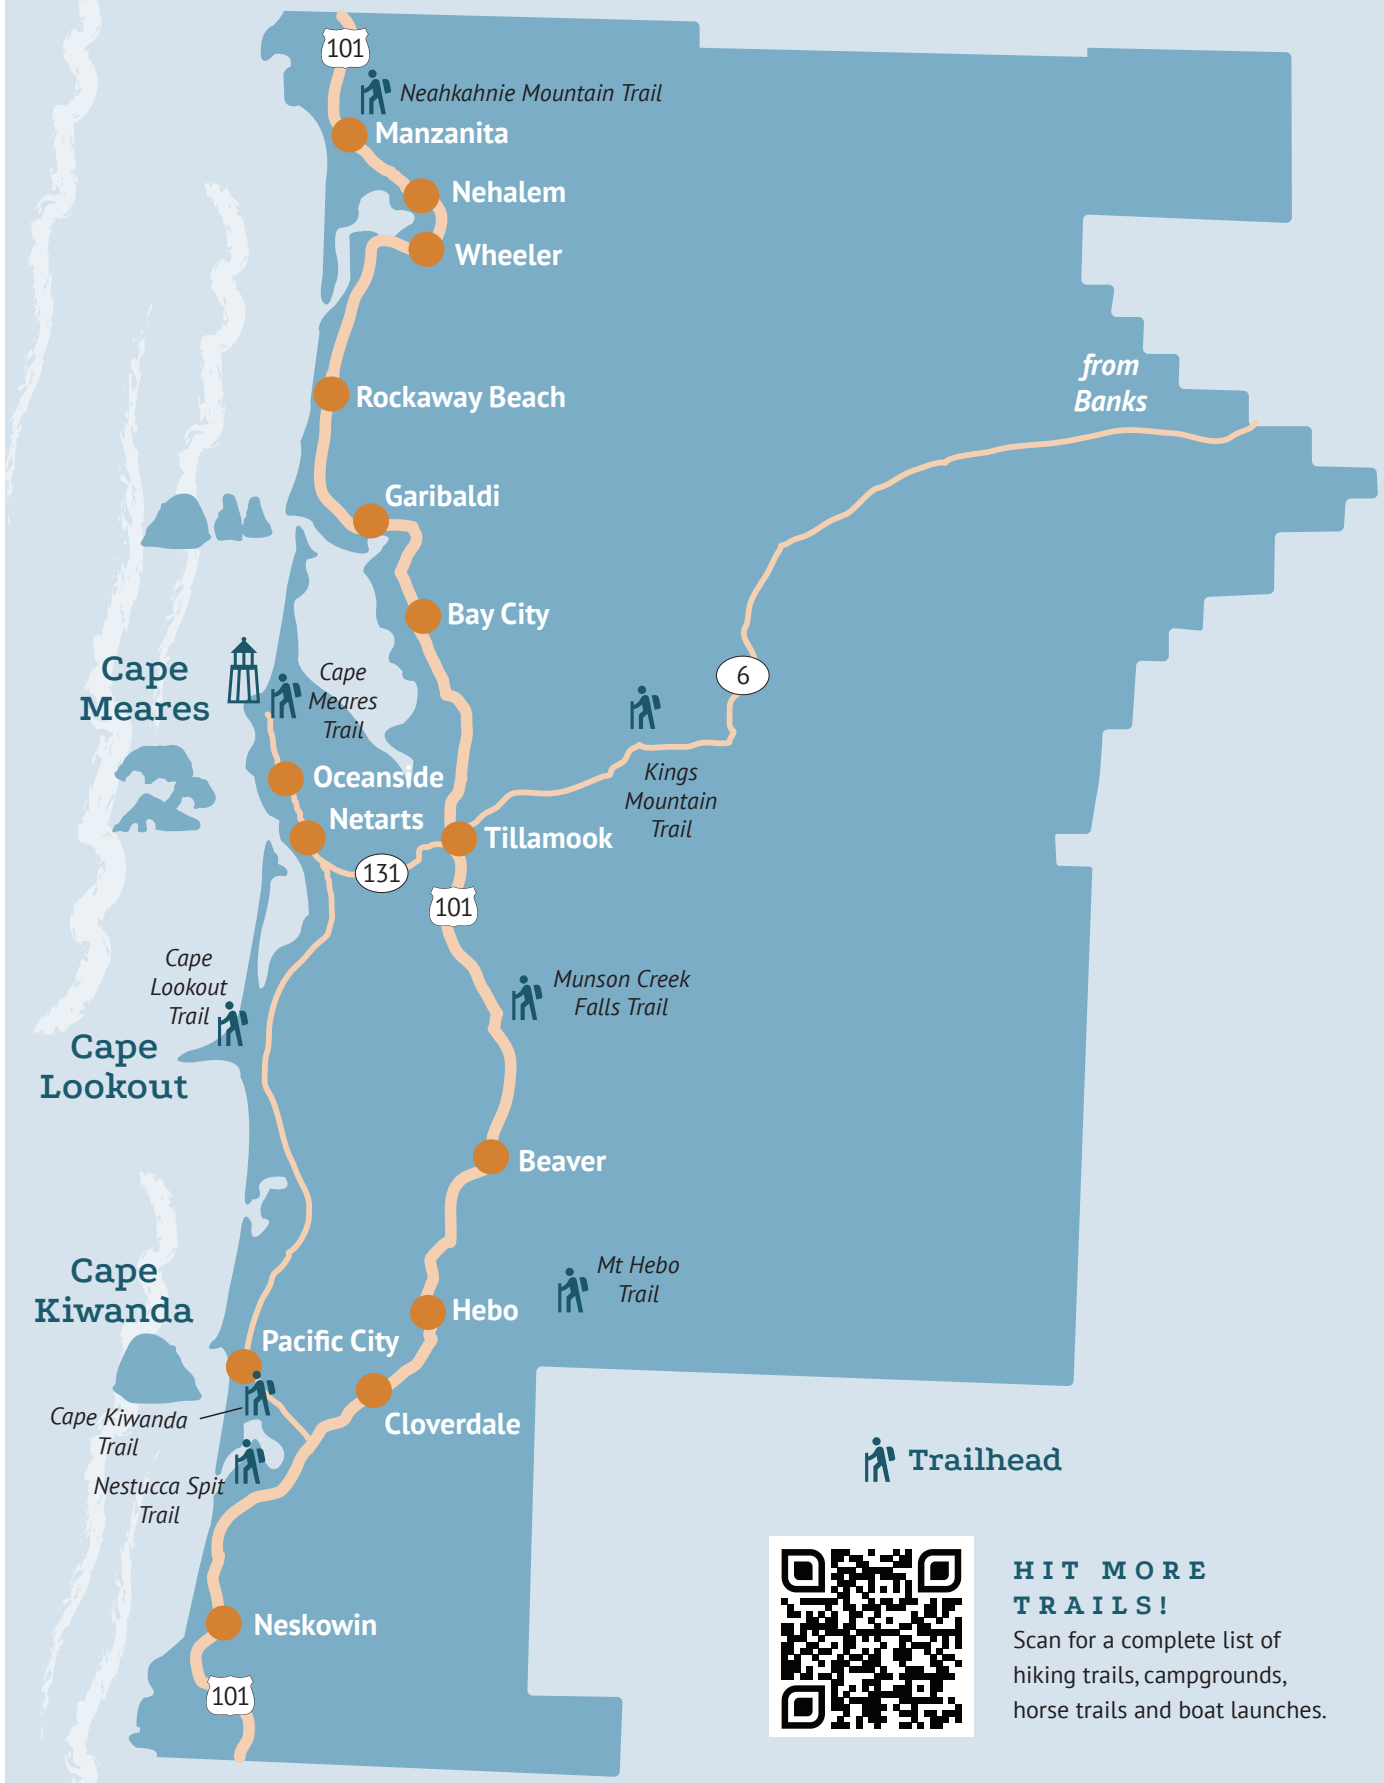 101
Neahkahnie Mountain Trail
Manzanita
Nehalem
Wheeler
from
Banks
Rockaway Beach
Garibaldi
Bay City
Cape
Meares
Cape
Meares
Trail
6
Oceanside
Netarts
Kings
Mountain
Trail
Tillamook
131
101
Cape
Lookout
Trail
Munson Creek
Falls Trail
Cape
Lookout
Beaver
Cape
Kiwanda
Mt Hebo
Trail
Hebo
Pacific City
Cape Kiwanda
Trail
Cloverdale
Nestucca Spit
Trail
Trailhead
HIT MORE
TRAILS!
Scan for a complete list of
hiking trails, campgrounds,
horse trails and boat launches.
Neskowin
101